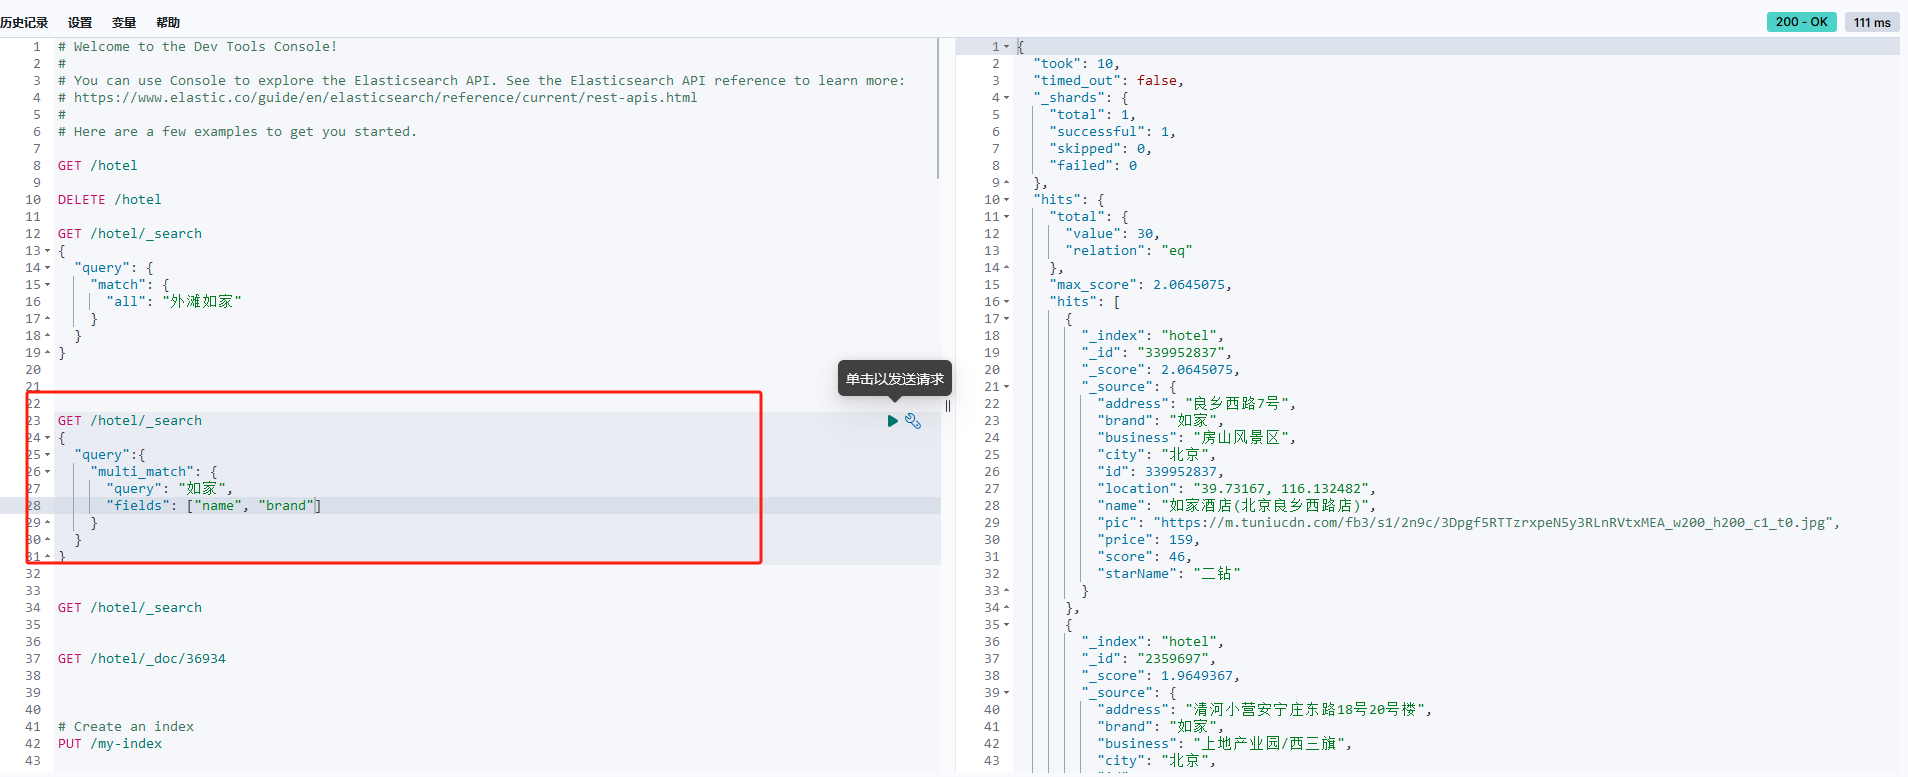 历史记录 设置 变量 帮助
200 - OK 111 ms
1 # Welcome to the Dev Tools Console!
2 #
3 # You can use Console to explore the Elasticsearch API. See the Elasticsearch API reference to learn more:
4 # https://www.elastic.co/guide/en/elasticsearch/reference/current/rest-apis.html
5 #
6 # Here are a few examples to get you started.
7
8 GET /hotel
9
10 DELETE /hotel
11
12 GET /hotel/_search
13 {
14 "query": {
15 "match": {
16 "all": "外滩如家"
17 }
18 }
19 }
20
21
22
23 GET /hotel/_search
24 {
25 "query":{
26 "multi_match": {
27 "query": "如家",
28 "fields": ["name", "brand"]
29 }
30 }
31 }
32
33
34 GET /hotel/_search
35
36
37 GET /hotel/_doc/36934
38
39
40
41 # Create an index
42 PUT /my-index
43
单击以发送请求
1 {
2 "took": 10,
3 "timed_out": false,
4 "_shards": {
5 "total": 1,
6 "successful": 1,
7 "skipped": 0,
8 "failed": 0
9 },
10 "hits": {
11 "total": {
12 "value": 30,
13 "relation": "eq"
14 },
15 "max_score": 2.0645075,
16 "hits": [
17 {
18 "_index": "hotel",
19 "_id": "339952837",
20 "_score": 2.0645075,
21 "_source": {
22 "address": "良乡西路7号",
23 "brand": "如家",
24 "business": "房山风景区",
25 "city": "北京",
26 "id": 339952837,
27 "location": "39.73167, 116.132482",
28 "name": "如家酒店(北京良乡西路店)",
29 "pic": "https://m.tuniucdn.com/fb3/s1/2n9c/3Dpgf5RTTzrxpeN5y3RLnRVtxMEA_w200_h200_c1_t0.jpg",
30 "price": 159,
31 "score": 46,
32 "starName": "二钻"
33 }
34 },
35 {
36 "_index": "hotel",
37 "_id": "2359697",
38 "_score": 1.9649367,
39 "_source": {
40 "address": "清河小营安宁庄东路18号20号楼",
41 "brand": "如家",
42 "business": "上地产业园/西三旗",
43 "city": "北京",